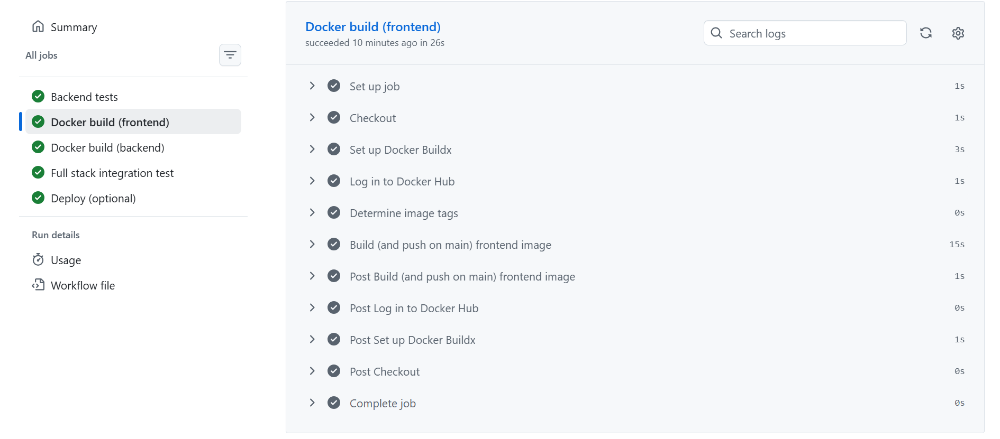 Summary
All jobs
Backend tests
Docker build (frontend)
Docker build (backend)
Full stack integration test
Deploy (optional)
Run details
Usage
Workflow file
Docker build (frontend)
succeeded 10 minutes ago in 26s
Search logs
Set up job 1s
Checkout 1s
Set up Docker Buildx 3s
Log in to Docker Hub 1s
Determine image tags 0s
Build (and push on main) frontend image 15s
Post Build (and push on main) frontend image 1s
Post Log in to Docker Hub 0s
Post Set up Docker Buildx 1s
Post Checkout 0s
Complete job 0s